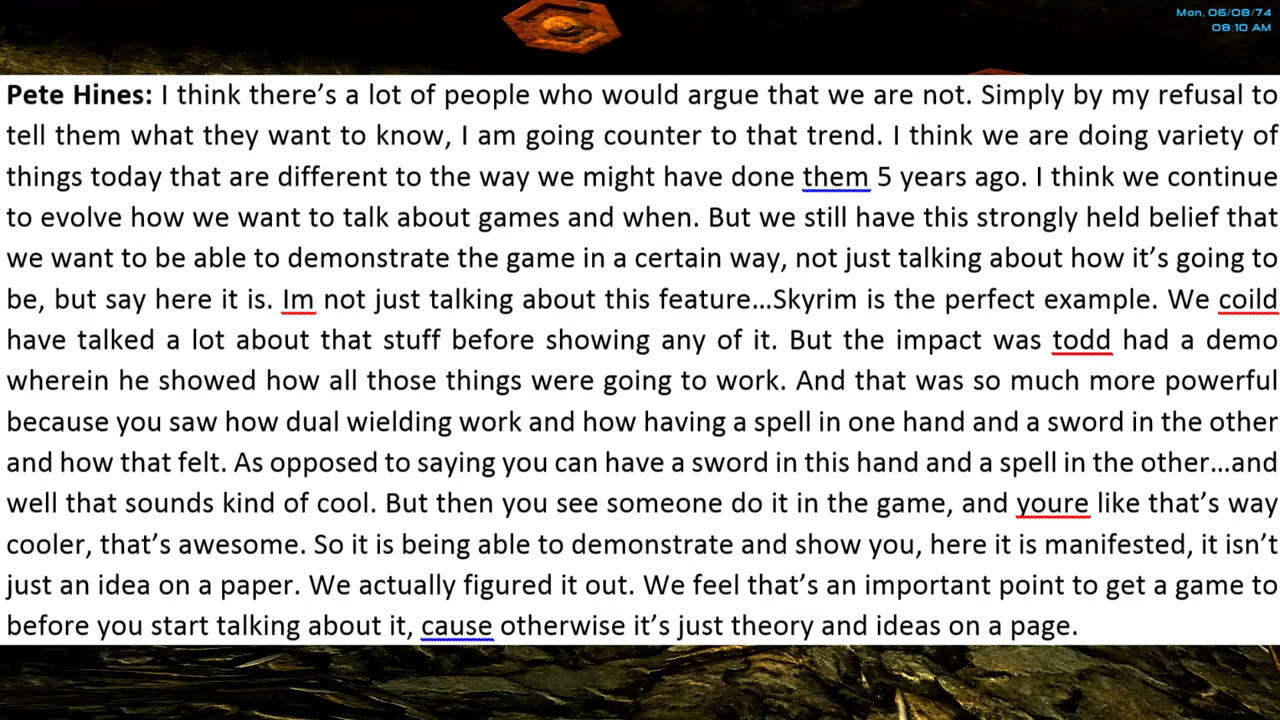 Mon, 06/08/74
08:10 AM
Pete Hines: I think there's a lot of people who would argue that we are not. Simply by my refusal to
tell them what they want to know, I am going counter to that trend. I think we are doing variety of
things today that are different to the way we might have done them 5 years ago. I think we continue
to evolve how we want to talk about games and when. But we still have this strongly held belief that
we want to be able to demonstrate the game in a certain way, not just talking about how it's going to
be, but say here it is. Im not just talking about this feature...Skyrim is the perfect example. We coild
have talked a lot about that stuff before showing any of it. But the impact was todd had a demo
wherein he showed how all those things were going to work. And that was so much more powerful
because you saw how dual wielding work and how having a spell in one hand and a sword in the other
and how that felt. As opposed to saying you can have a sword in this hand and a spell in the other...and
well that sounds kind of cool. But then you see someone do it in the game, and youre like that's way
cooler, that's awesome. So it is being able to demonstrate and show you, here it is manifested, it isn't
just an idea on a paper. We actually figured it out. We feel that's an important point to get a game to
before you start talking about it, cause otherwise it's just theory and ideas on a page.